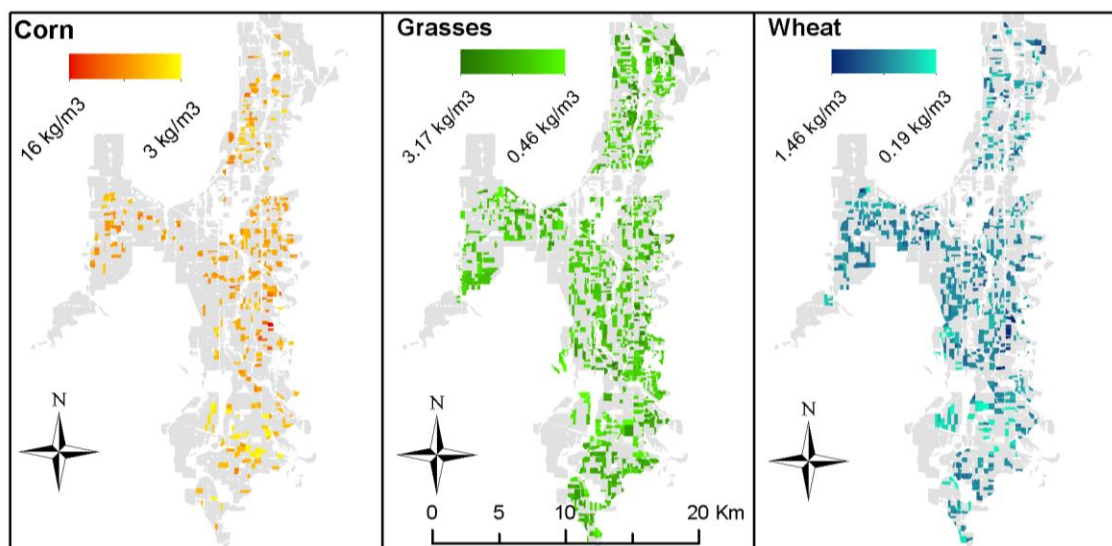 Corn
16 kg/m3
3 kg/m3
N
Grasses
3.17 kg/m3
0.46 kg/m3
N
0 5 10 20 Km
Wheat
1.46 kg/m3
0.19 kg/m3
N